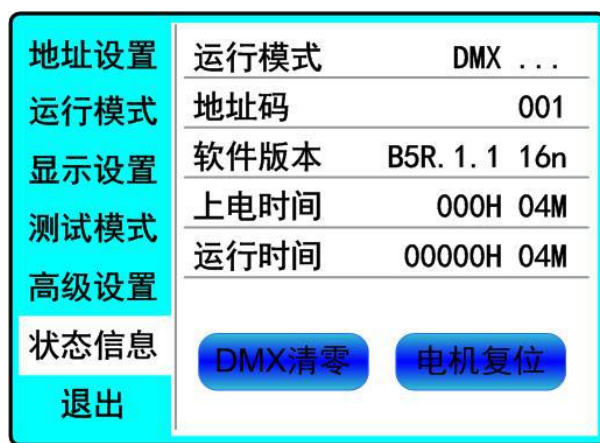 地址设置
运行模式
显示设置
测试模式
高级设置
状态信息
退出
运行模式 DMX ...
地址码 001
软件版本 B5R.1.1 16n
上电时间 000H 04M
运行时间 00000H 04M
DMX清零 电机复位